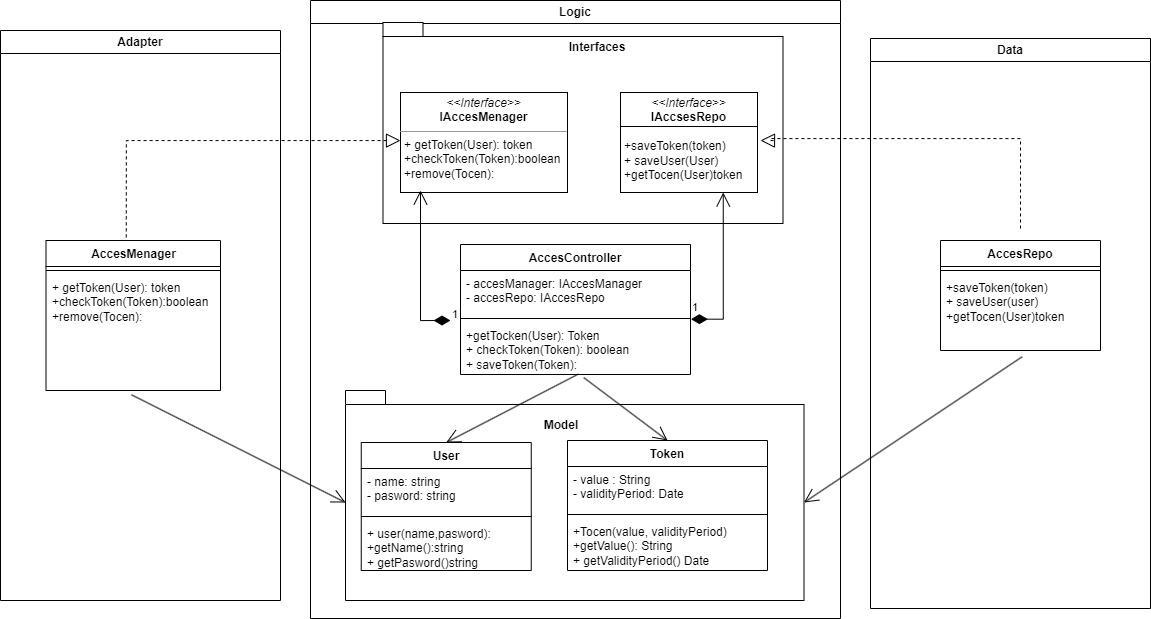 Logic
Adapter
Data
Interfaces
<<Interface>>
IAccesMenager
+ getToken(User): token
+checkToken(Token):boolean
+remove(Tocen):
<<Interface>>
IAccsesRepo
+saveToken(token)
+ saveUser(User)
+getTocen(User)token
AccesMenager
+ getToken(User): token
+checkToken(Token):boolean
+remove(Tocen):
AccesController
- accesManager: IAccesManager
- accesRepo: IAccesRepo
+getTocken(User): Token
+ checkToken(Token): boolean
+ saveToken(Token):
1
1
AccesRepo
+saveToken(token)
+ saveUser(user)
+getTocen(User)token
Model
User
- name: string
- pasword: string
+ user(name,pasword):
+getName():string
+ getPasword()string
Token
- value : String
- validityPeriod: Date
+Tocen(value, validityPeriod)
+getValue(): String
+ getValidityPeriod() Date